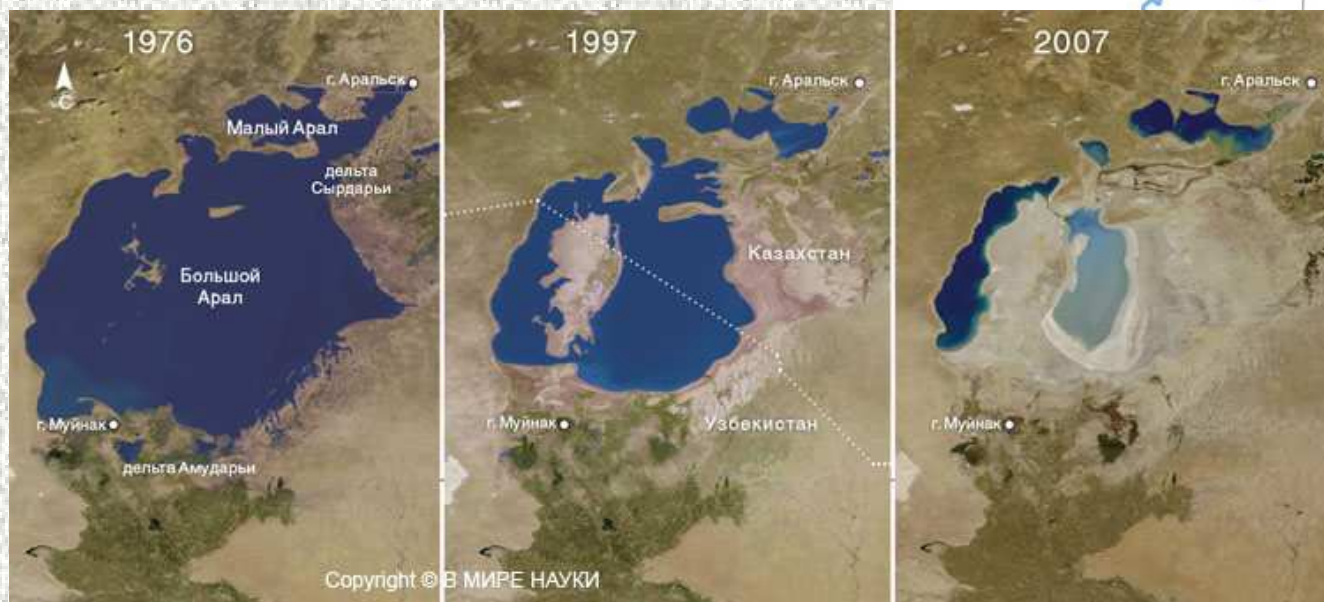 1976
С
г. Аральск
Малый Арал
дельта
Сырдарьи
Большой
Арал
г. Муйнак
дельта Амударьи
1997
г. Аральск
Казахстан
г. Муйнак
Узбекистан
2007
г. Аральск
г. Муйнак
Copyright © В МИРЕ НАУКИ